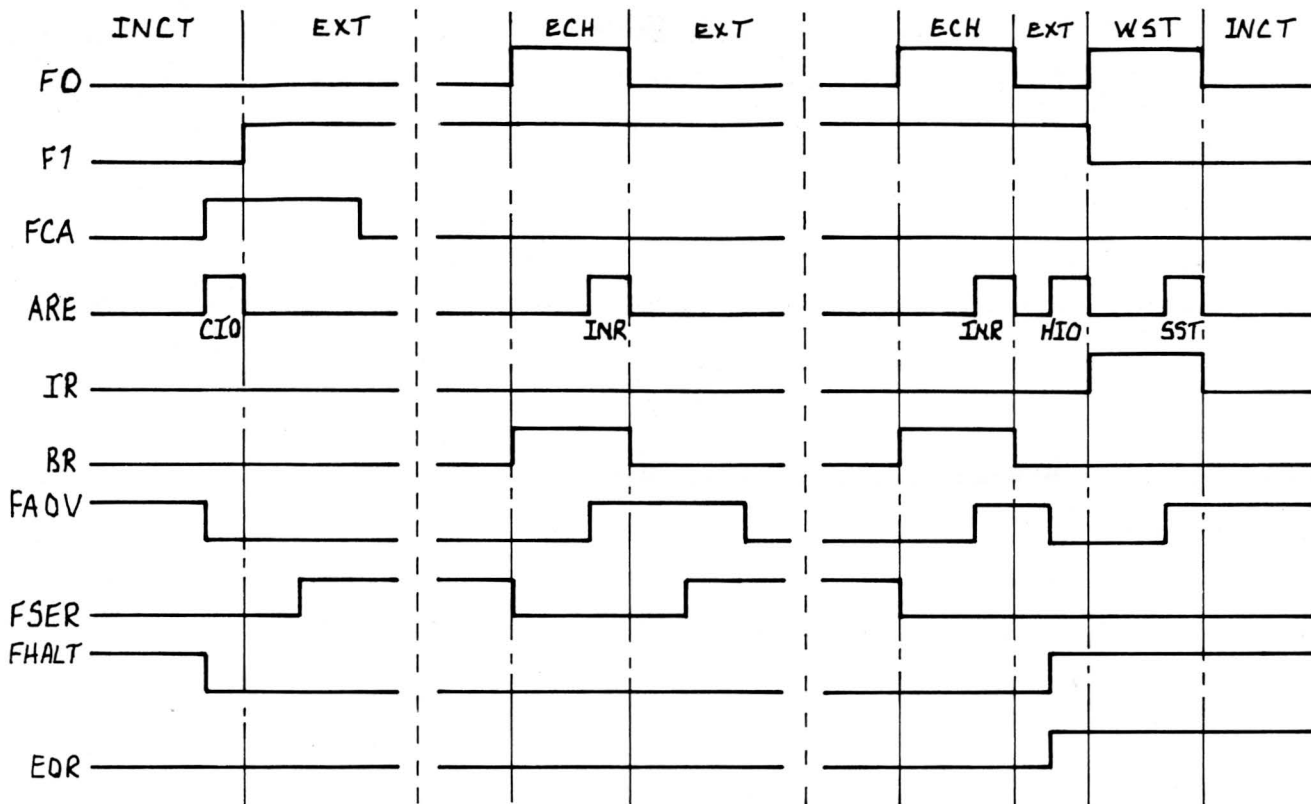 INCT EXT ECH EXT ECH EXT WST INCT
F0
F1
FCA
ARE
CIO INR INR HIO SST
IR
BR
FAOV
FSER
FHALT
EOR